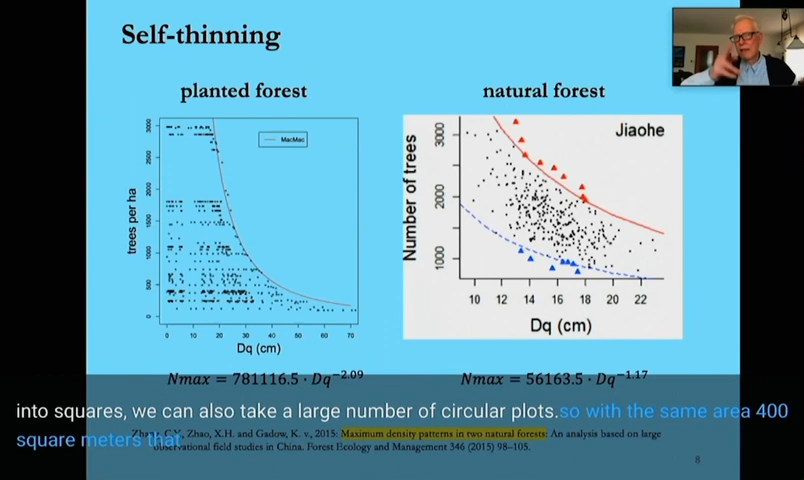 Self-thinning
planted forest
natural forest
MacMac
trees per ha
3000
2500
2000
1500
1000
500
0
0 10 20 30 40 50 60 70
Dq (cm)
Jiaohe
Number of trees
3000
2000
1000
10 12 14 16 18 20 22
Dq (cm)
Nmax = 781116.5 · Dq⁻²·⁰⁹
Nmax = 56163.5 · Dq⁻¹·¹⁷
into squares, we can also take a large number of circular plots.so with the same area 400
square meters that
Zhao, X.H. and Gadow, K. v., 2015: Maximum density patterns in two natural forests: An analysis based on large
observational field studies in China. Forest Ecology and Management 346 (2015) 98–105.
8